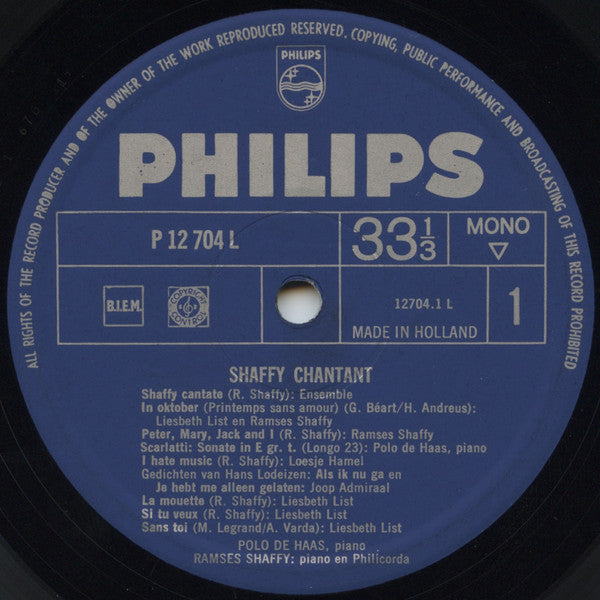 ALL RIGHTS OF THE RECORD PRODUCER AND OF THE OWNER OF THE WORK REPRODUCED RESERVED. COPYING, PUBLIC PERFORMANCE AND BROADCASTING OF THIS RECORD PROHIBITED
PHILIPS
PHILIPS
P 12 704 L
33 1/3
MONO
B.I.E.M.
COPYRIGHT CONTROL
12704.1 L
1
MADE IN HOLLAND
SHAFFY CHANTANT
Shaffy cantate (R. Shaffy): Ensemble
In oktober (Printemps sans amour) (G. Béart/H. Andreus):
Liesbeth List en Ramses Shaffy
Peter, Mary, Jack and I (R. Shaffy): Ramses Shaffy
Scarlatti: Sonate in E gr. t. (Longo 23): Polo de Haas, piano
I hate music (R. Shaffy): Loesje Hamel
Gedichten van Hans Lodeizen: Als ik nu ga en
Je hebt me alleen gelaten: Joop Admiraal
La mouette (R. Shaffy): Liesbeth List
Si tu veux (R. Shaffy): Liesbeth List
Sans toi (M. Legrand/A. Varda): Liesbeth List
POLO DE HAAS, piano
RAMSES SHAFFY: piano en Philicorda